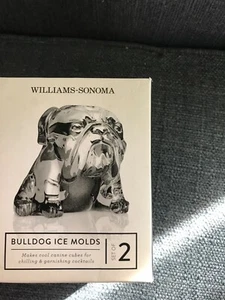 WILLIAMS-SONOMA
BULLDOG ICE MOLDS
Makes cool canine cubes for
chilling & garnishing cocktails
SET OF
2